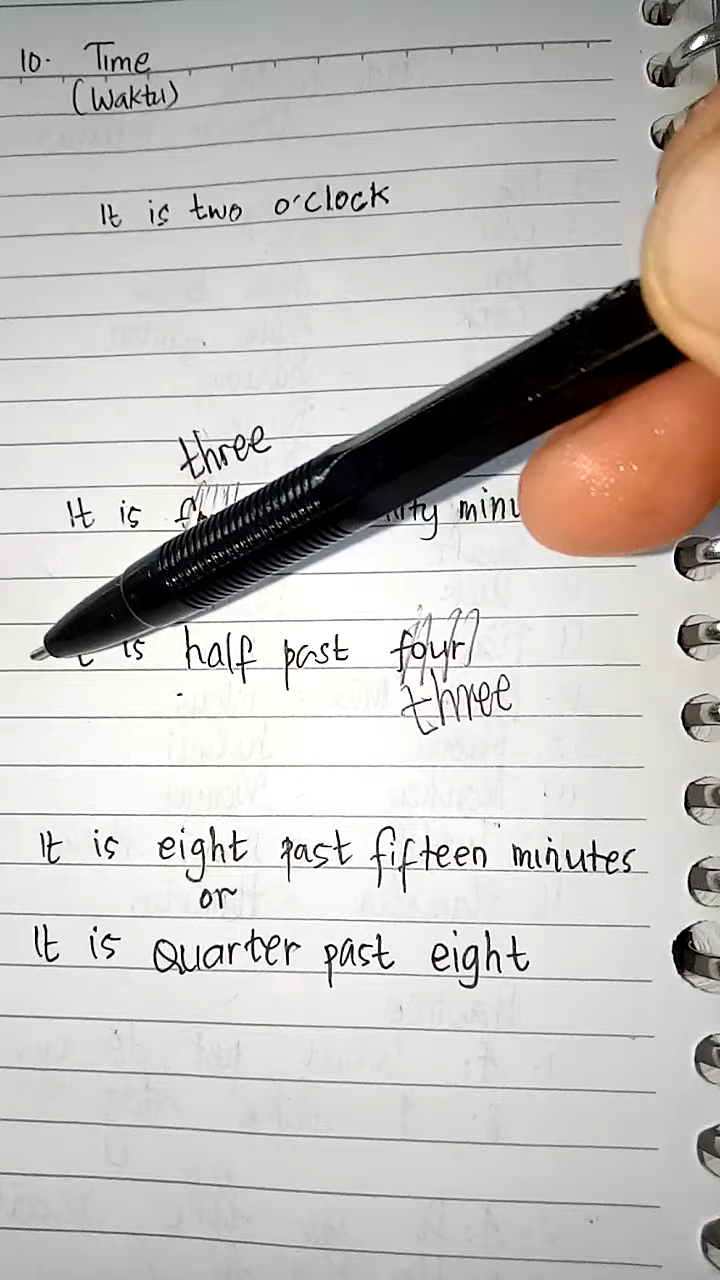 10. Time
(Waktu)
It is two o'clock
three
It is
is half past four
three
It is eight past fifteen minutes
or
It is quarter past eight